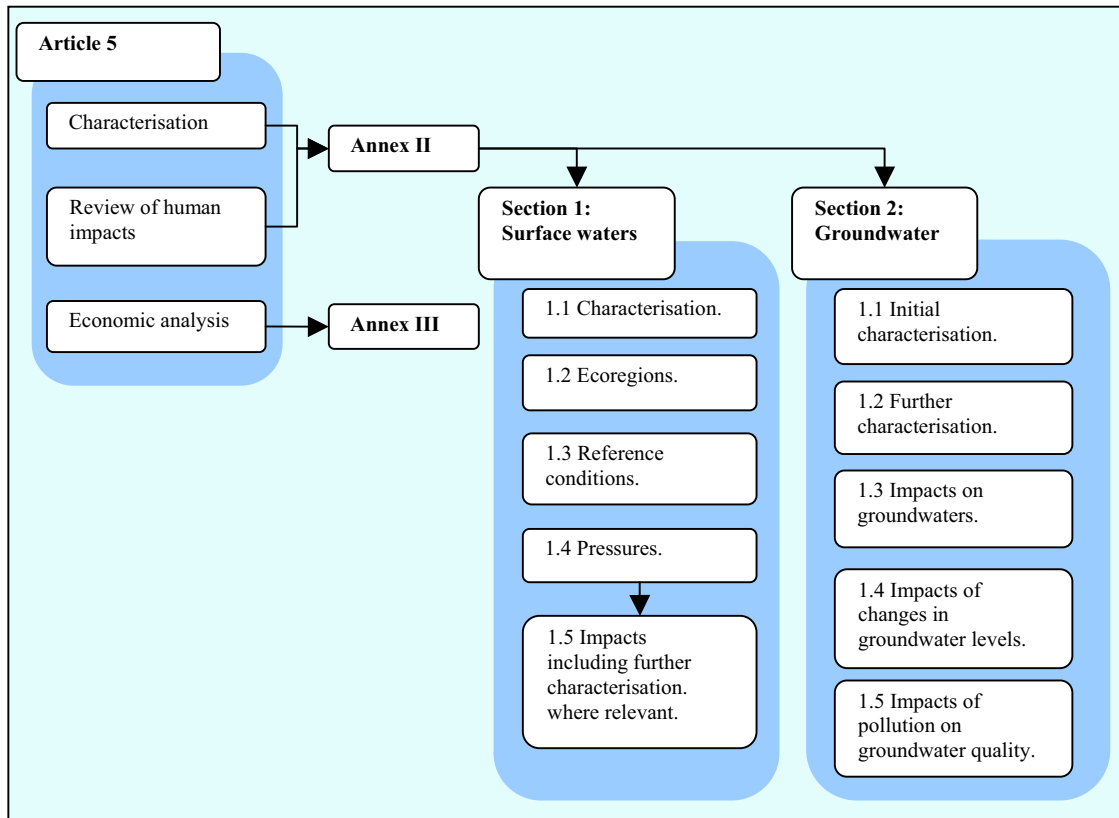 Article 5
Characterisation
Review of human
impacts
Economic analysis
Annex II
Annex III
Section 1:
Surface waters
1.1 Characterisation.
1.2 Ecoregions.
1.3 Reference
conditions.
1.4 Pressures.
1.5 Impacts
including further
characterisation.
where relevant.
Section 2:
Groundwater
1.1 Initial
characterisation.
1.2 Further
characterisation.
1.3 Impacts on
groundwaters.
1.4 Impacts of
changes in
groundwater levels.
1.5 Impacts of
pollution on
groundwater quality.